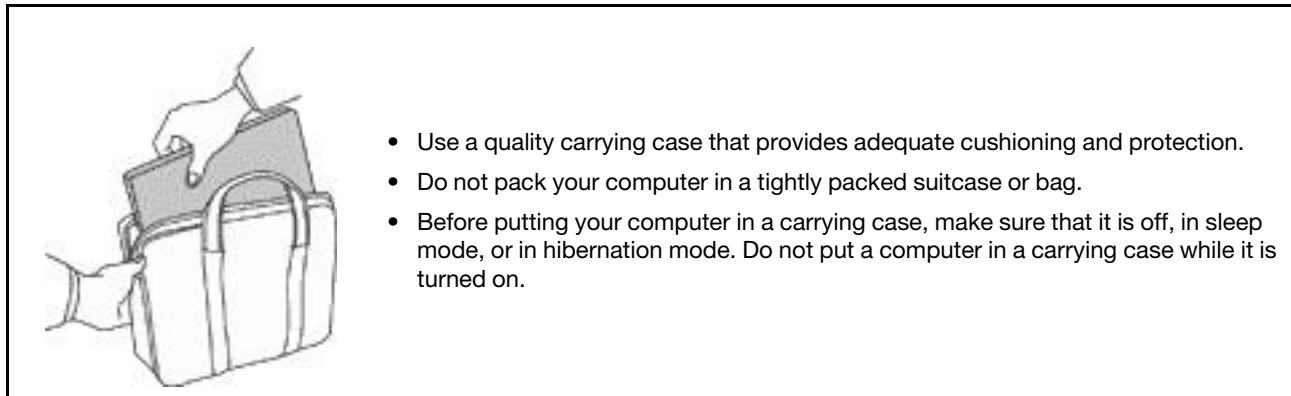 • Use a quality carrying case that provides adequate cushioning and protection.
• Do not pack your computer in a tightly packed suitcase or bag.
• Before putting your computer in a carrying case, make sure that it is off, in sleep
mode, or in hibernation mode. Do not put a computer in a carrying case while it is
turned on.